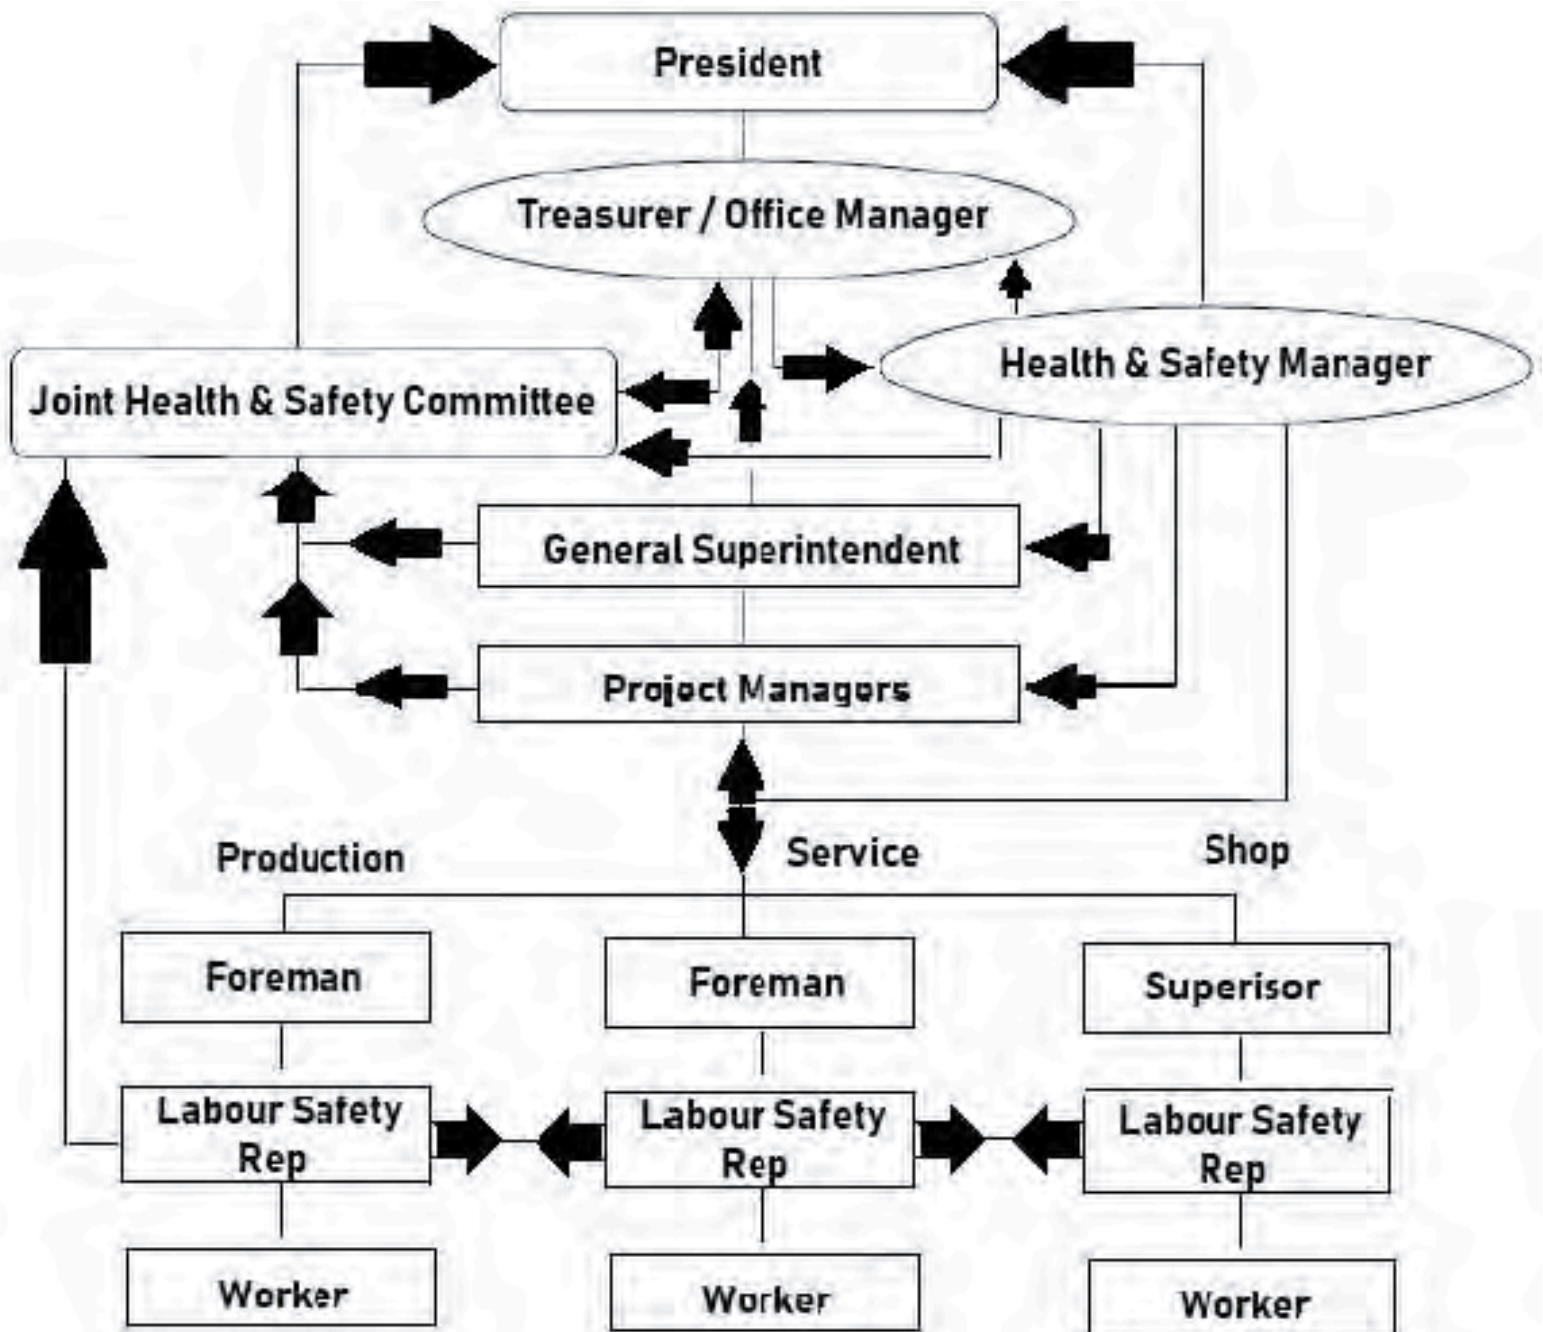 President
Treasurer / Office Manager
Health & Safety Manager
Joint Health & Safety Committee
General Superintendent
Project Managers
Production
Service
Shop
Foreman
Foreman
Superisor
Labour Safety
Rep
Labour Safety
Rep
Labour Safety
Rep
Worker
Worker
Worker